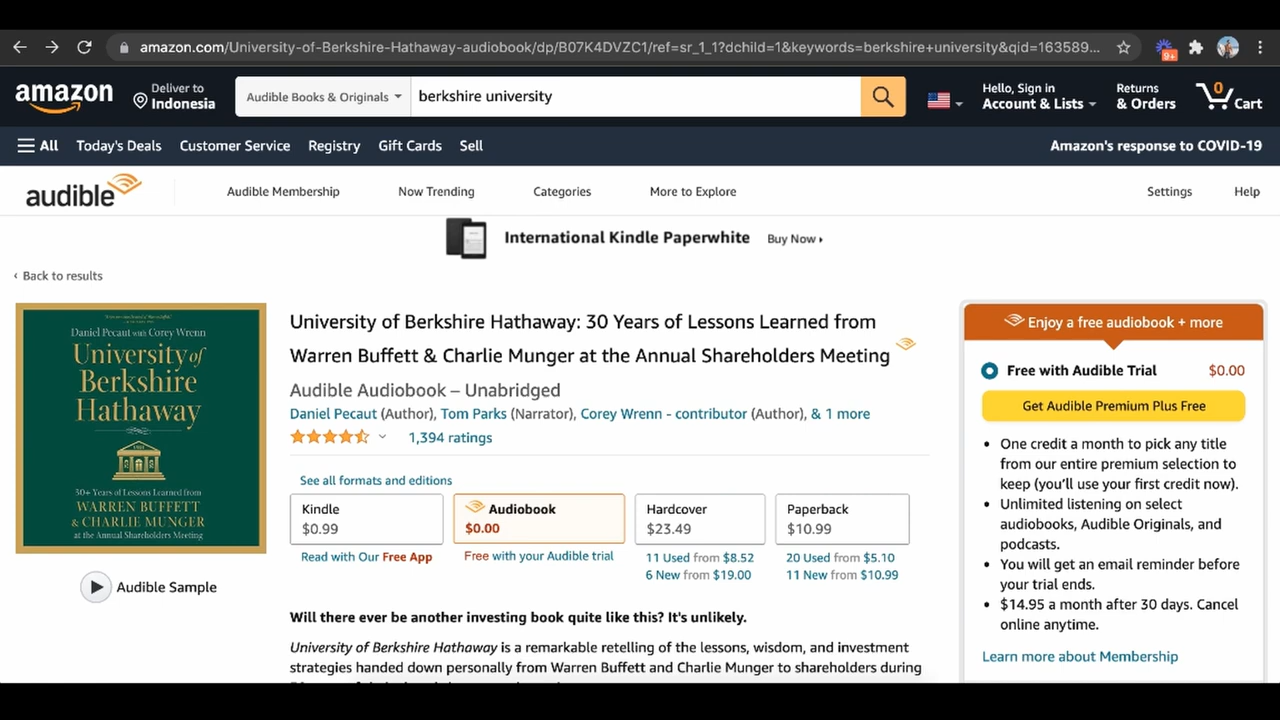 amazon.com/University-of-Berkshire-Hathaway-audiobook/dp/B07K4DVZC1/ref=sr_1_1?dchild=1&keywords=berkshire+university&qid=163589...
9+
amazon
Deliver to
Indonesia
Audible Books & Originals
berkshire university
Hello, Sign in
Account & Lists
Returns
& Orders
0
Cart
All
Today's Deals
Customer Service
Registry
Gift Cards
Sell
Amazon's response to COVID-19
audible
Audible Membership
Now Trending
Categories
More to Explore
Settings
Help
International Kindle Paperwhite
Buy Now
‹ Back to results
Daniel Pecaut with Corey Wrenn
University of
Berkshire
Hathaway
30+ Years of Lessons Learned from
WARREN BUFFETT
& CHARLIE MUNGER
at the Annual Shareholders Meeting
Audible Sample
University of Berkshire Hathaway: 30 Years of Lessons Learned from
Warren Buffett & Charlie Munger at the Annual Shareholders Meeting
Audible Audiobook – Unabridged
Daniel Pecaut (Author), Tom Parks (Narrator), Corey Wrenn - contributor (Author), & 1 more
1,394 ratings
See all formats and editions
Kindle
$0.99
Read with Our Free App
Audiobook
$0.00
Free with your Audible trial
Hardcover
$23.49
11 Used from $8.52
6 New from $19.00
Paperback
$10.99
20 Used from $5.10
11 New from $10.99
Will there ever be another investing book quite like this? It's unlikely.
University of Berkshire Hathaway is a remarkable retelling of the lessons, wisdom, and investment
strategies handed down personally from Warren Buffett and Charlie Munger to shareholders during
Enjoy a free audiobook + more
Free with Audible Trial
$0.00
Get Audible Premium Plus Free
• One credit a month to pick any title
from our entire premium selection to
keep (you'll use your first credit now).
• Unlimited listening on select
audiobooks, Audible Originals, and
podcasts.
• You will get an email reminder before
your trial ends.
• $14.95 a month after 30 days. Cancel
online anytime.
Learn more about Membership